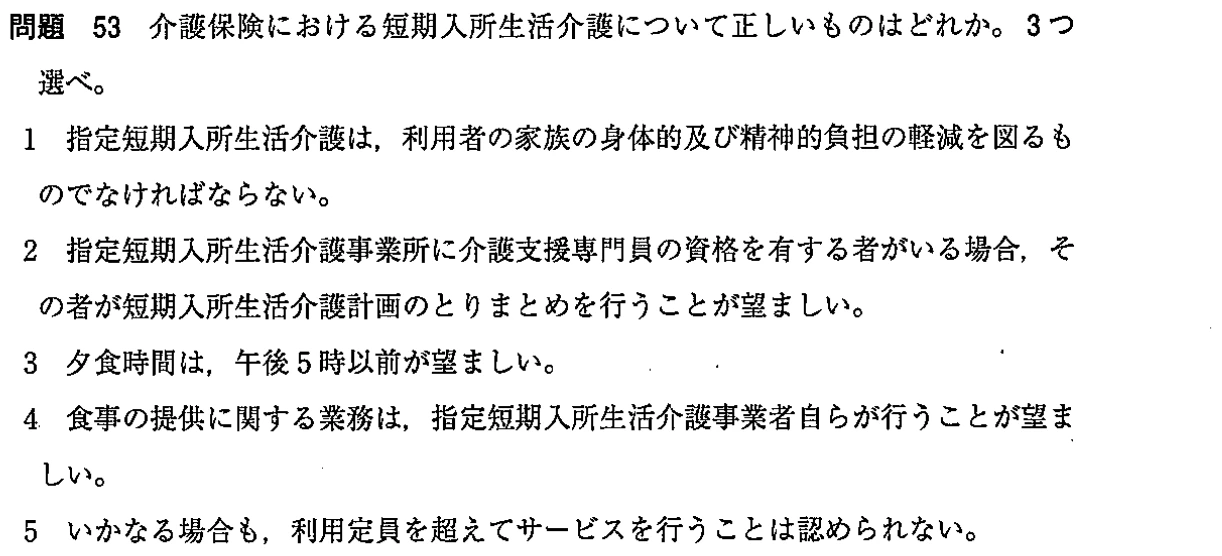 問題　53　介護保険における短期入所生活介護について正しいものはどれか。3つ
選べ。
1　指定短期入所生活介護は，利用者の家族の身体的及び精神的負担の軽減を図るも
のでなければならない。
2　指定短期入所生活介護事業所に介護支援専門員の資格を有する者がいる場合，そ
の者が短期入所生活介護計画のとりまとめを行うことが望ましい。
3　夕食時間は，午後5時以前が望ましい。
4　食事の提供に関する業務は，指定短期入所生活介護事業者自らが行うことが望ま
しい。
5　いかなる場合も，利用定員を超えてサービスを行うことは認められない。